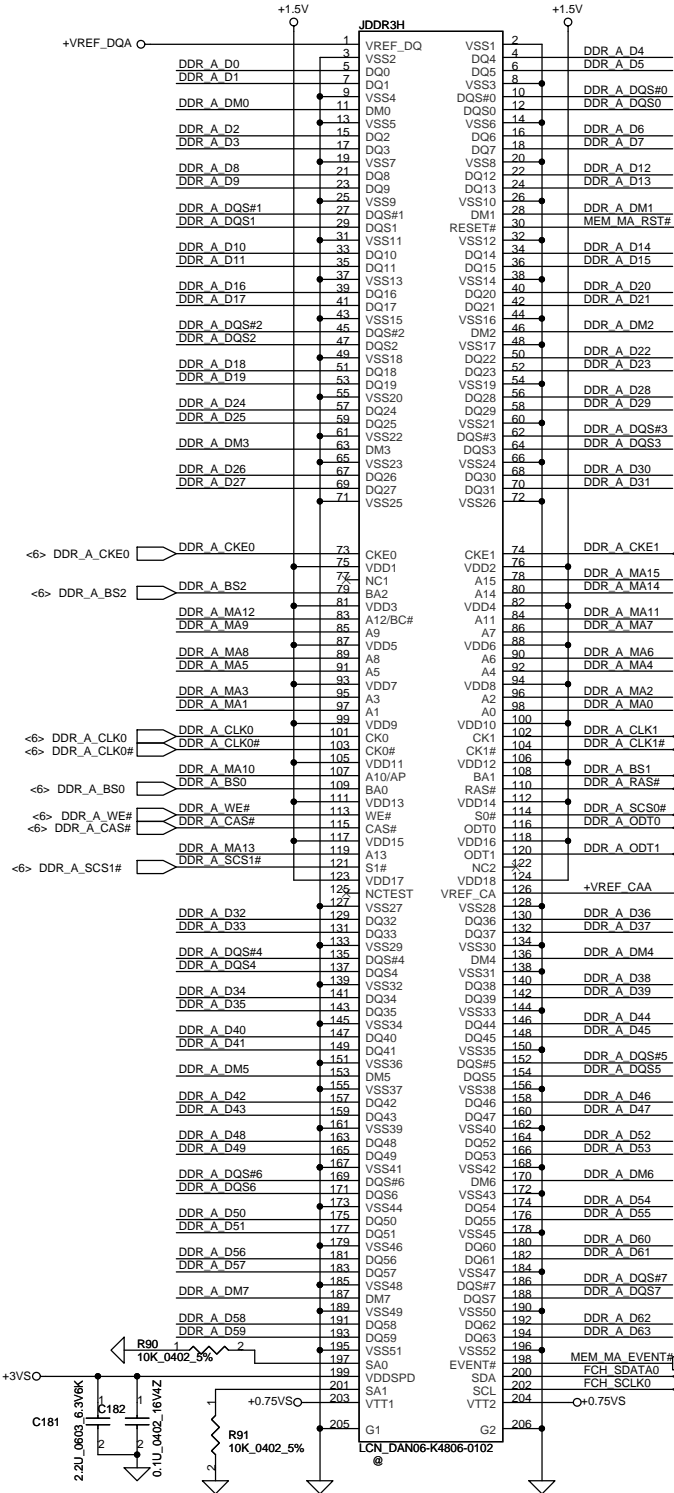 +1.5V +1.5V
JDDR3H
+VREF_DQA 1 VREF_DQ VSS1 2
3 VSS2 DQ4 4 DDR_A_D4
DDR_A_D0 5 DQ0 DQ5 6 DDR_A_D5
DDR_A_D1 7 DQ1 VSS3 8
9 VSS4 DQS#0 10 DDR_A_DQS#0
DDR_A_DM0 11 DM0 DQS0 12 DDR_A_DQS0
13 VSS5 VSS6 14
DDR_A_D2 15 DQ2 DQ6 16 DDR_A_D6
DDR_A_D3 17 DQ3 DQ7 18 DDR_A_D7
19 VSS7 VSS8 20
DDR_A_D8 21 DQ8 DQ12 22 DDR_A_D12
DDR_A_D9 23 DQ9 DQ13 24 DDR_A_D13
25 VSS9 VSS10 26
DDR_A_DQS#1 27 DQS#1 DM1 28 DDR_A_DM1
DDR_A_DQS1 29 DQS1 RESET# 30 MEM_MA_RST#
31 VSS11 VSS12 32
DDR_A_D10 33 DQ10 DQ14 34 DDR_A_D14
DDR_A_D11 35 DQ11 DQ15 36 DDR_A_D15
37 VSS13 VSS14 38
DDR_A_D16 39 DQ16 DQ20 40 DDR_A_D20
DDR_A_D17 41 DQ17 DQ21 42 DDR_A_D21
43 VSS15 VSS16 44
DDR_A_DQS#2 45 DQS#2 DM2 46 DDR_A_DM2
DDR_A_DQS2 47 DQS2 VSS17 48
49 VSS18 DQ22 50 DDR_A_D22
DDR_A_D18 51 DQ18 DQ23 52 DDR_A_D23
DDR_A_D19 53 DQ19 VSS19 54
55 VSS20 DQ28 56 DDR_A_D28
DDR_A_D24 57 DQ24 DQ29 58 DDR_A_D29
DDR_A_D25 59 DQ25 VSS21 60
61 VSS22 DQS#3 62 DDR_A_DQS#3
DDR_A_DM3 63 DM3 DQS3 64 DDR_A_DQS3
65 VSS23 VSS24 66
DDR_A_D26 67 DQ26 DQ30 68 DDR_A_D30
DDR_A_D27 69 DQ27 DQ31 70 DDR_A_D31
71 VSS25 VSS26 72
<6> DDR_A_CKE0 DDR_A_CKE0 73 CKE0 CKE1 74 DDR_A_CKE1
75 VDD1 VDD2 76
77 NC1 A15 78 DDR_A_MA15
<6> DDR_A_BS2 DDR_A_BS2 79 BA2 A14 80 DDR_A_MA14
81 VDD3 VDD4 82
DDR_A_MA12 83 A12/BC# A11 84 DDR_A_MA11
DDR_A_MA9 85 A9 A7 86 DDR_A_MA7
87 VDD5 VDD6 88
DDR_A_MA8 89 A8 A6 90 DDR_A_MA6
DDR_A_MA5 91 A5 A4 92 DDR_A_MA4
93 VDD7 VDD8 94
DDR_A_MA3 95 A3 A2 96 DDR_A_MA2
DDR_A_MA1 97 A1 A0 98 DDR_A_MA0
99 VDD9 VDD10 100
<6> DDR_A_CLK0 DDR_A_CLK0 101 CK0 CK1 102 DDR_A_CLK1
<6> DDR_A_CLK0# DDR_A_CLK0# 103 CK0# CK1# 104 DDR_A_CLK1#
105 VDD11 VDD12 106
DDR_A_MA10 107 A10/AP BA1 108 DDR_A_BS1
<6> DDR_A_BS0 DDR_A_BS0 109 BA0 RAS# 110 DDR_A_RAS#
111 VDD13 VDD14 112
<6> DDR_A_WE# DDR_A_WE# 113 WE# S0# 114 DDR_A_SCS0#
<6> DDR_A_CAS# DDR_A_CAS# 115 CAS# ODT0 116 DDR_A_ODT0
117 VDD15 VDD16 118
DDR_A_MA13 119 A13 ODT1 120 DDR_A_ODT1
<6> DDR_A_SCS1# DDR_A_SCS1# 121 S1# NC2 122
123 VDD17 VDD18 124
125 NCTEST VREF_CA 126 +VREF_CAA
127 VSS27 VSS28 128
DDR_A_D32 129 DQ32 DQ36 130 DDR_A_D36
DDR_A_D33 131 DQ33 DQ37 132 DDR_A_D37
133 VSS29 VSS30 134
DDR_A_DQS#4 135 DQS#4 DM4 136 DDR_A_DM4
DDR_A_DQS4 137 DQS4 VSS31 138
139 VSS32 DQ38 140 DDR_A_D38
DDR_A_D34 141 DQ34 DQ39 142 DDR_A_D39
DDR_A_D35 143 DQ35 VSS33 144
145 VSS34 DQ44 146 DDR_A_D44
DDR_A_D40 147 DQ40 DQ45 148 DDR_A_D45
DDR_A_D41 149 DQ41 VSS35 150
151 VSS36 DQS#5 152 DDR_A_DQS#5
DDR_A_DM5 153 DM5 DQS5 154 DDR_A_DQS5
155 VSS37 VSS38 156
DDR_A_D42 157 DQ42 DQ46 158 DDR_A_D46
DDR_A_D43 159 DQ43 DQ47 160 DDR_A_D47
161 VSS39 VSS40 162
DDR_A_D48 163 DQ48 DQ52 164 DDR_A_D52
DDR_A_D49 165 DQ49 DQ53 166 DDR_A_D53
167 VSS41 VSS42 168
DDR_A_DQS#6 169 DQS#6 DM6 170 DDR_A_DM6
DDR_A_DQS6 171 DQS6 VSS43 172
173 VSS44 DQ54 174 DDR_A_D54
DDR_A_D50 175 DQ50 DQ55 176 DDR_A_D55
DDR_A_D51 177 DQ51 VSS45 178
179 VSS46 DQ60 180 DDR_A_D60
DDR_A_D56 181 DQ56 DQ61 182 DDR_A_D61
DDR_A_D57 183 DQ57 VSS47 184
185 VSS48 DQS#7 186 DDR_A_DQS#7
DDR_A_DM7 187 DM7 DQS7 188 DDR_A_DQS7
189 VSS49 VSS50 190
DDR_A_D58 191 DQ58 DQ62 192 DDR_A_D62
DDR_A_D59 193 DQ59 DQ63 194 DDR_A_D63
195 VSS51 VSS52 196
R90 1 2 197 SA0 EVENT# 198 MEM_MA_EVENT#
10K_0402_5%
+3VS 199 VDDSPD SDA 200 FCH_SDATA0
201 SA1 SCL 202 FCH_SCLK0
+0.75VS 203 VTT1 VTT2 204 +0.75VS
C181 1 2 2.2U_0603_6.3V6K
C182 1 2 0.1U_0402_16V4Z
205 G1 G2 206
1 2 R91
10K_0402_5%
LCN_DAN06-K4806-0102
@